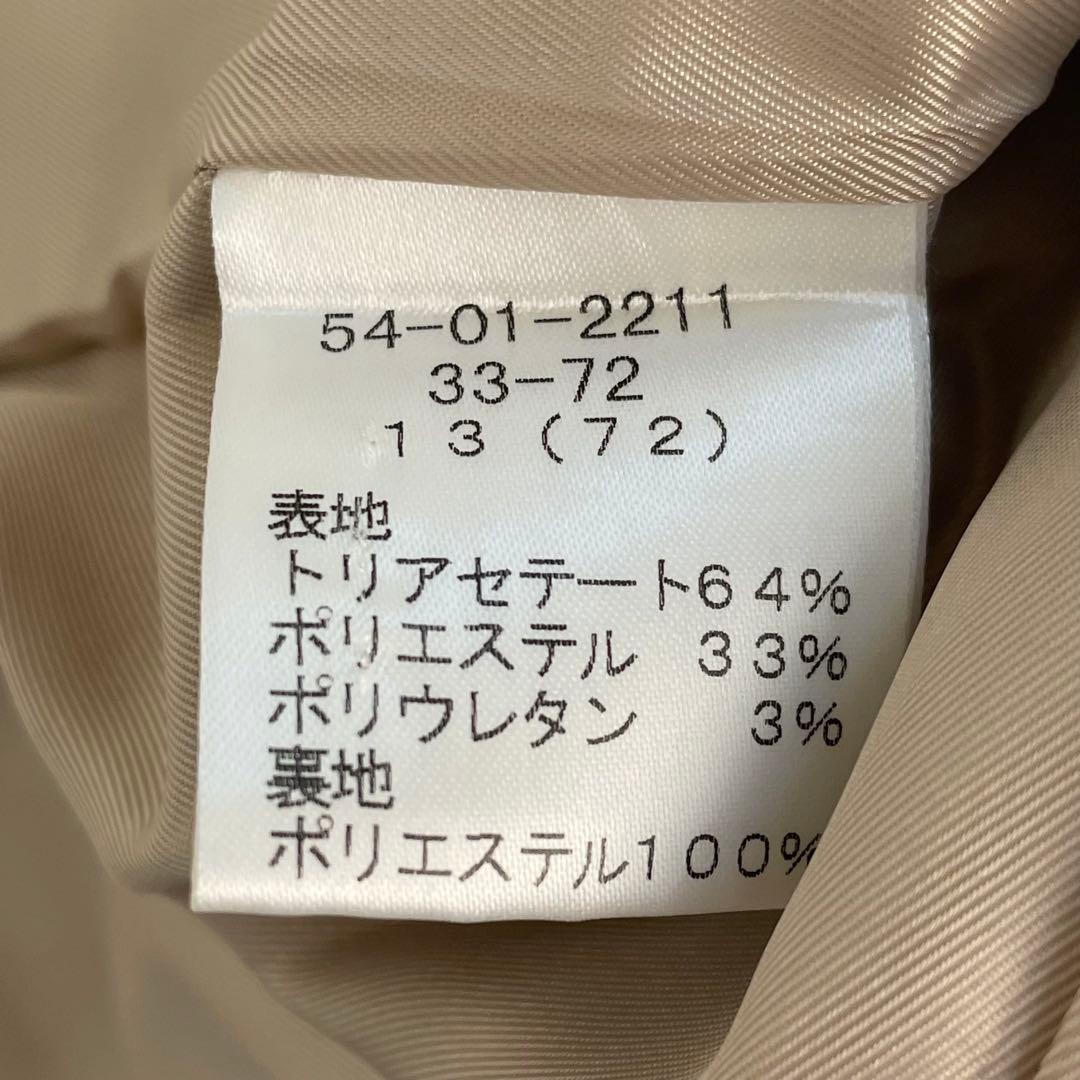 54-01-2211
33-72
13(72)
表地
トリアセテート64%
ポリエステル 33%
ポリウレタン 3%
裏地
ポリエステル100%